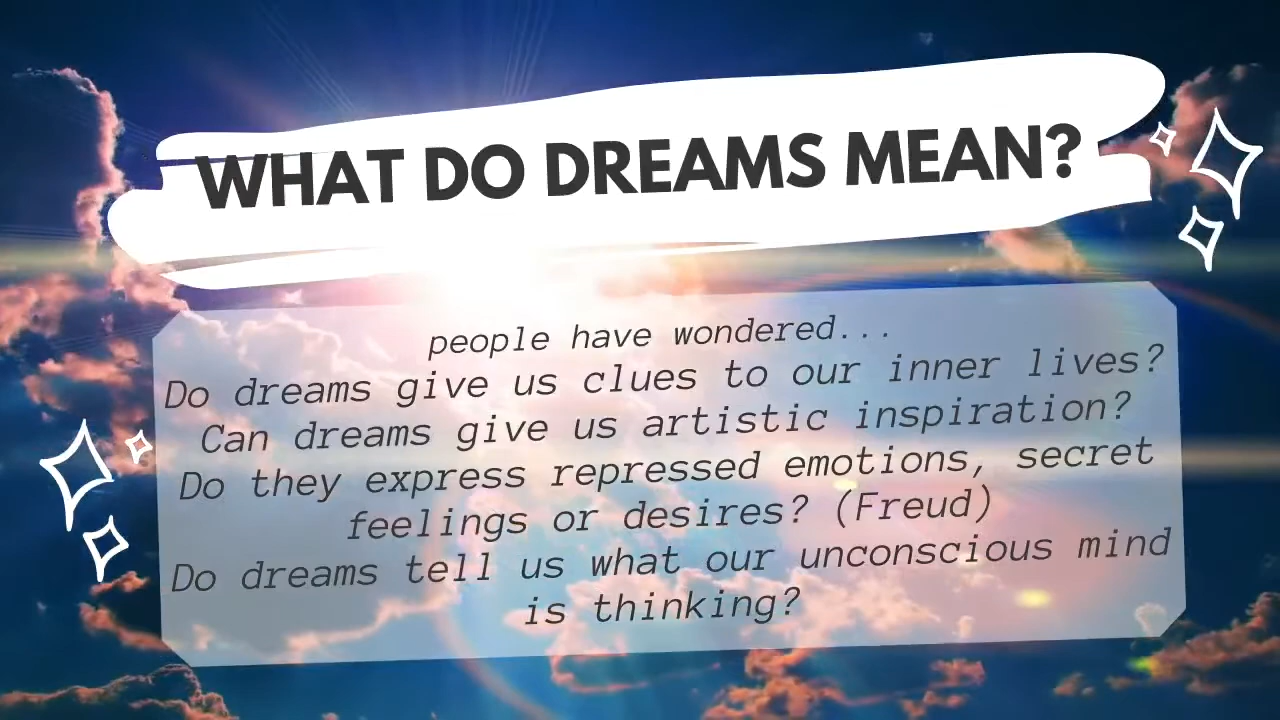 WHAT DO DREAMS MEAN?
people have wondered...
Do dreams give us clues to our inner lives?
Can dreams give us artistic inspiration?
Do they express repressed emotions, secret
feelings or desires? (Freud)
Do dreams tell us what our unconscious mind
is thinking?